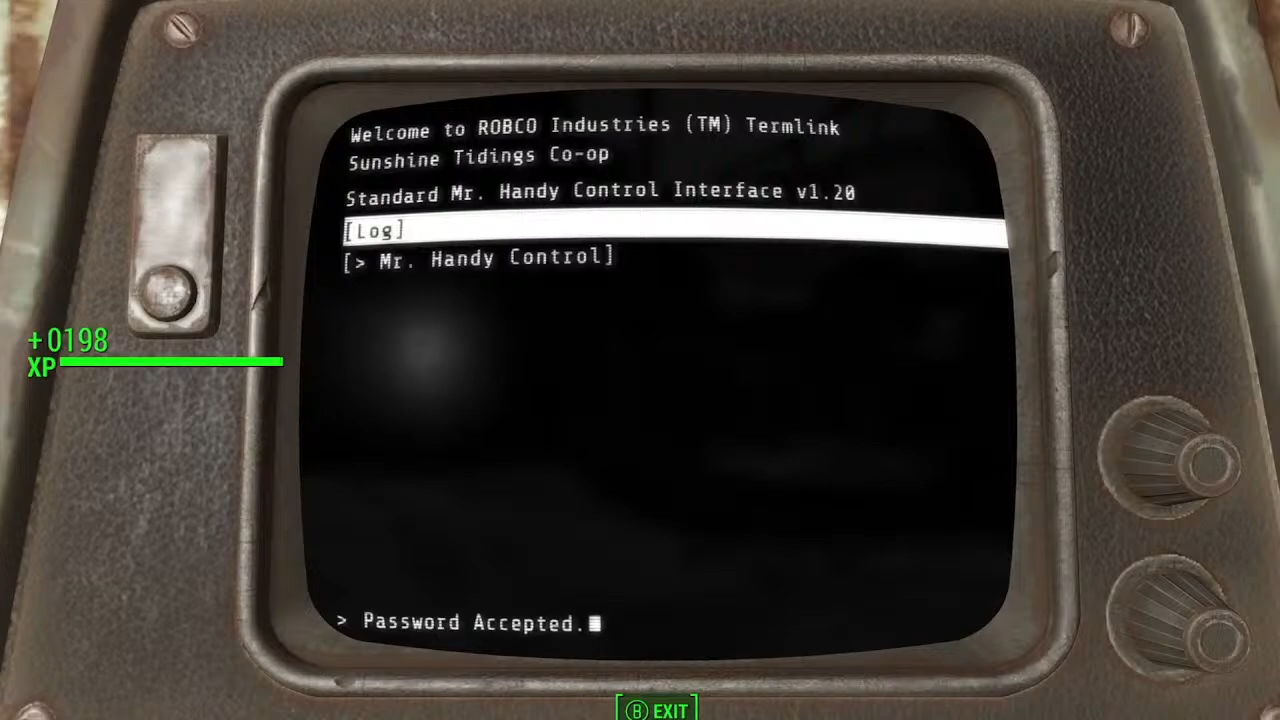 Welcome to ROBCO Industries (TM) Termlink
Sunshine Tidings Co-op
Standard Mr. Handy Control Interface v1.20
[Log]
[> Mr. Handy Control]
+0198
XP
> Password Accepted.
B EXIT